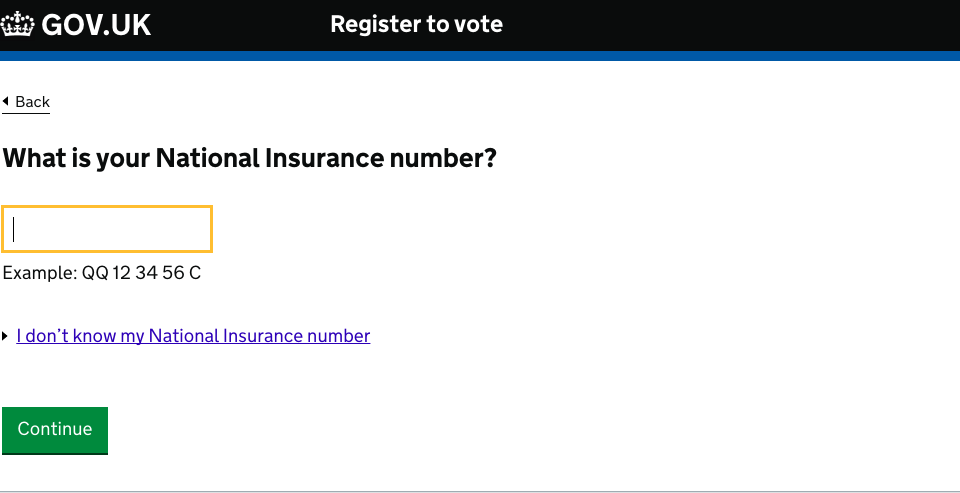 GOV.UK
Register to vote
Back
What is your National Insurance number?
Example: QQ 12 34 56 C
I don’t know my National Insurance number
Continue